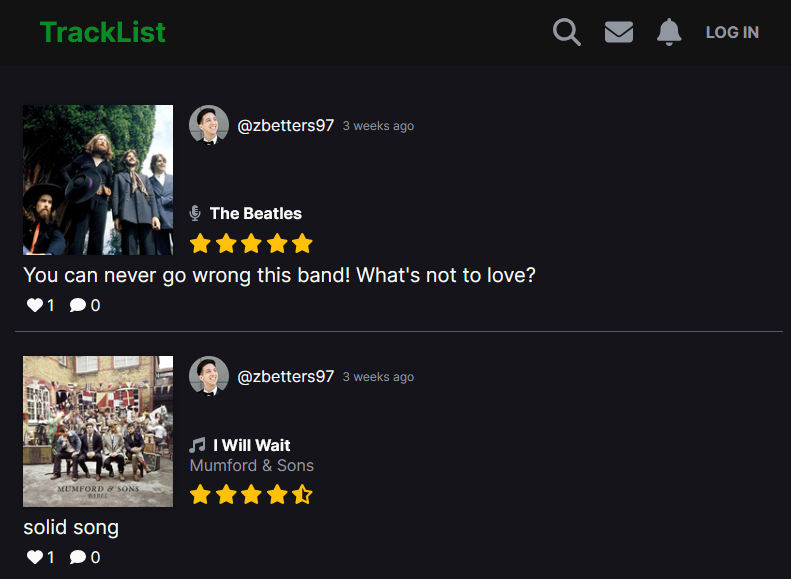 TrackList
LOG IN
@zbetters97 3 weeks ago
The Beatles
You can never go wrong this band! What's not to love?
1 0
@zbetters97 3 weeks ago
I Will Wait
Mumford & Sons
MUMFORD & SONS
BABEL
solid song
1 0